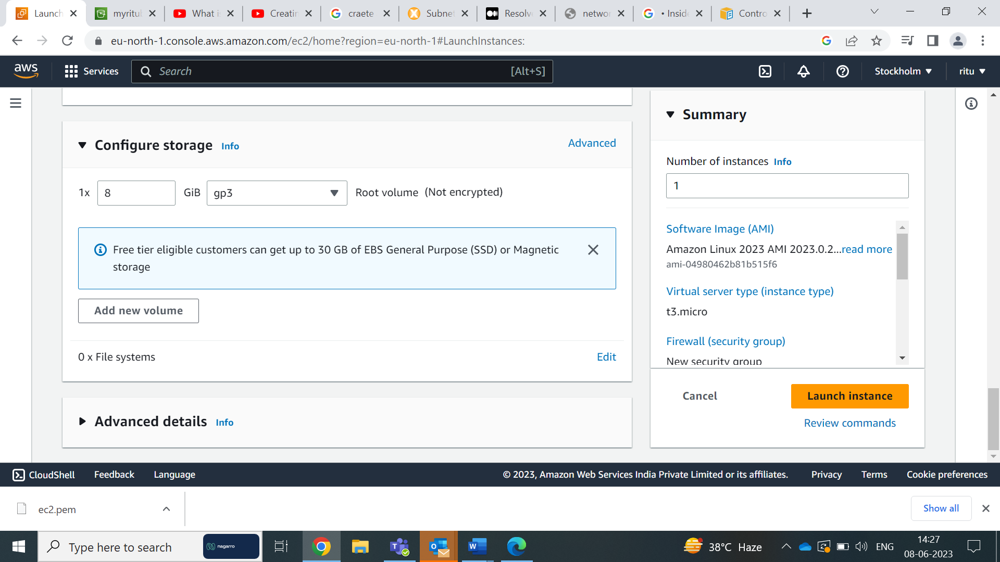 Launch
myritu
What i
Creatin
craete
Subnet
Resolv
networ
• Inside
Contro
eu-north-1.console.aws.amazon.com/ec2/home?region=eu-north-1#LaunchInstances:
aws
Services
Search
[Alt+S]
Stockholm
ritu
Configure storage Info
Advanced
1x 8 GiB gp3 Root volume (Not encrypted)
Free tier eligible customers can get up to 30 GB of EBS General Purpose (SSD) or Magnetic
storage
Add new volume
0 x File systems
Edit
Advanced details Info
Summary
Number of instances Info
1
Software Image (AMI)
Amazon Linux 2023 AMI 2023.0.2...read more
ami-04980462b81b515f6
Virtual server type (instance type)
t3.micro
Firewall (security group)
New security group
Cancel
Launch instance
Review commands
CloudShell
Feedback
Language
© 2023, Amazon Web Services India Private Limited or its affiliates.
Privacy
Terms
Cookie preferences
ec2.pem
Show all
Type here to search
nagarro
38°C Haze
ENG
14:27
08-06-2023